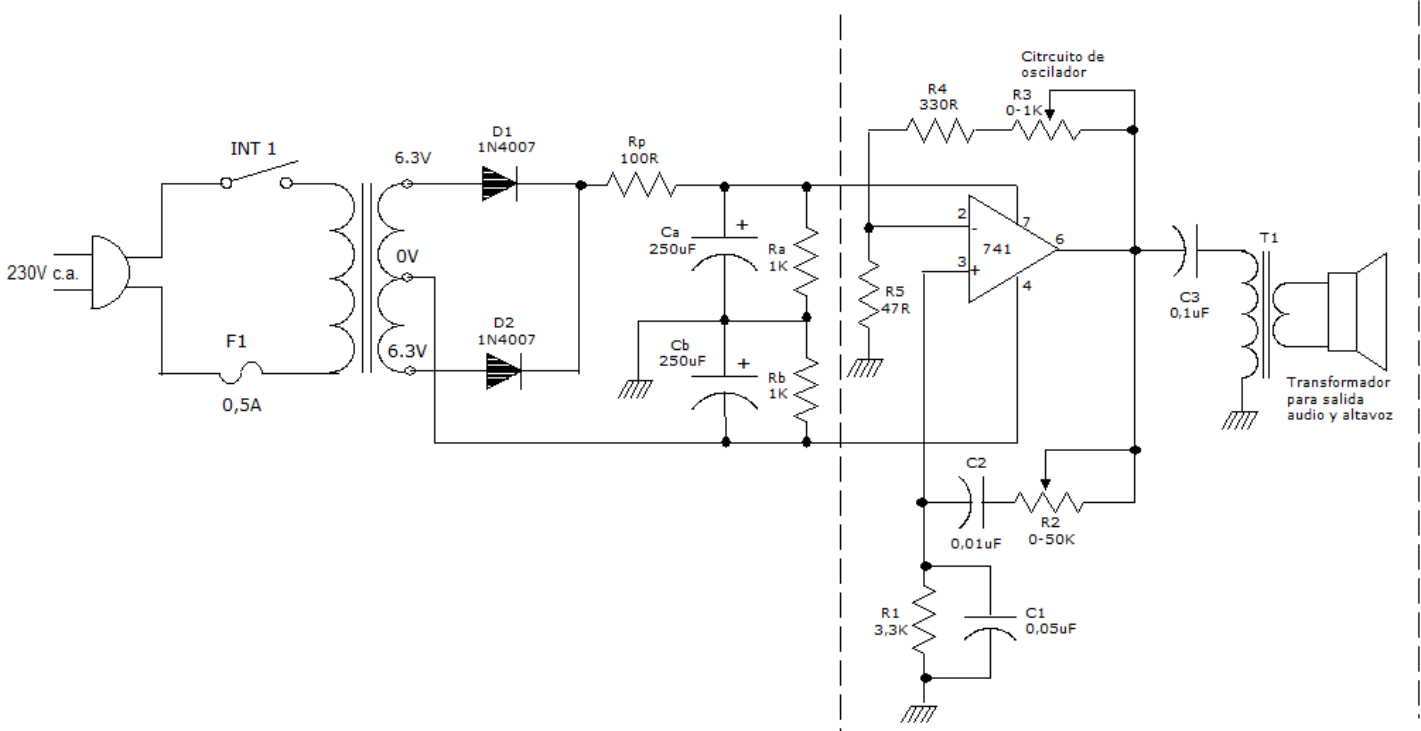 230V c.a.
INT 1
F1
0,5A
6.3V
0V
6.3V
D1
1N4007
D2
1N4007
Rp
100R
Ca
250uF
+
Ra
1K
Cb
250uF
+
Rb
1K
Citrcuito de
oscilador
R4
330R
R3
0-1K
R5
47R
2
-
741
3
+
7
6
4
C3
0,1uF
T1
Transformador
para salida
audio y altavoz
C2
0,01uF
R2
0-50K
R1
3,3K
C1
0,05uF